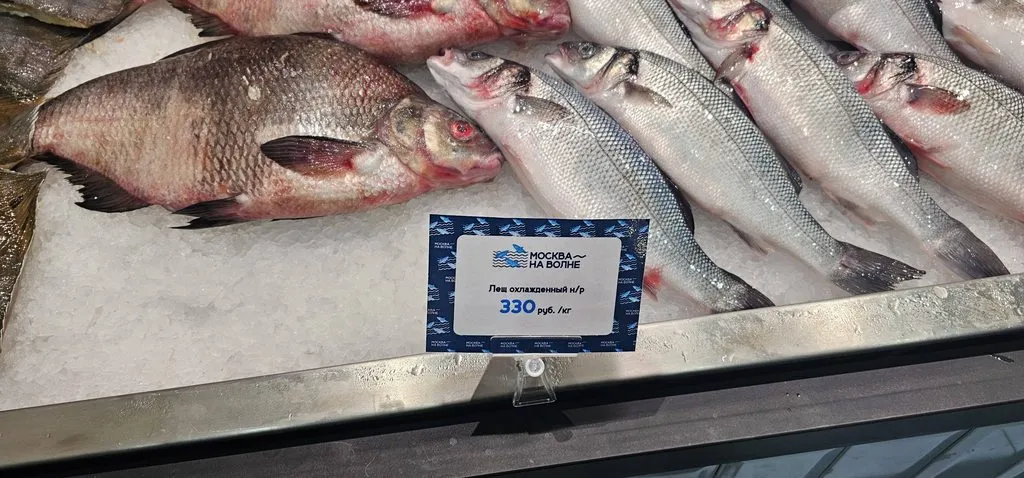 МОСКВА
НА ВОЛНЕ
Лещ охлажденный н/р
330 руб. /кг